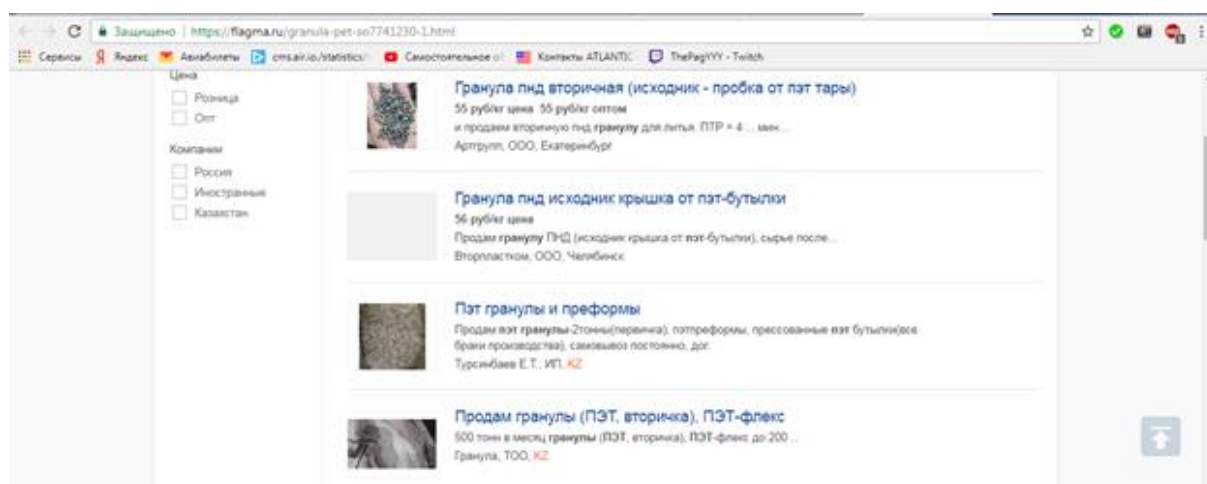 Защищено | https://flagma.ru/granula-pet-so7741230-1.html
Сервисы Яндекс Авиабилеты cms.air.io/statistics/ Самостоятельное о Контакты ATLANTIC ThePagYYY - Twitch
Цена
Розница
Опт
Компании
Россия
Иностранные
Казахстан
Гранула пнд вторичная (исходник - пробка от пэт тары)
55 руб/кг цена 55 руб/кг оптом
и продаем вторичную пнд гранулу для литья. ПТР = 4 ... мин...
Артгрупп, ООО, Екатеринбург
Гранула пнд исходник крышка от пэт-бутылки
56 руб/кг цена
Продам гранулу ПНД (исходник крышка от пэт-бутылки), сырье после...
Вторпластком, ООО, Челябинск
Пэт гранулы и преформы
Продам пэт гранулы-2тонны(первичка), пэтпреформы, прессованные пэт бутылки(все
браки производства), самовывоз постоянно, дог.
Турсинбаев Е.Т., ИП, KZ
Продам гранулы (ПЭТ, вторичка), ПЭТ-флекс
500 тонн в месяц гранулы (ПЭТ, вторичка), ПЭТ-флекс до 200 ...
Гранула, ТОО, KZ